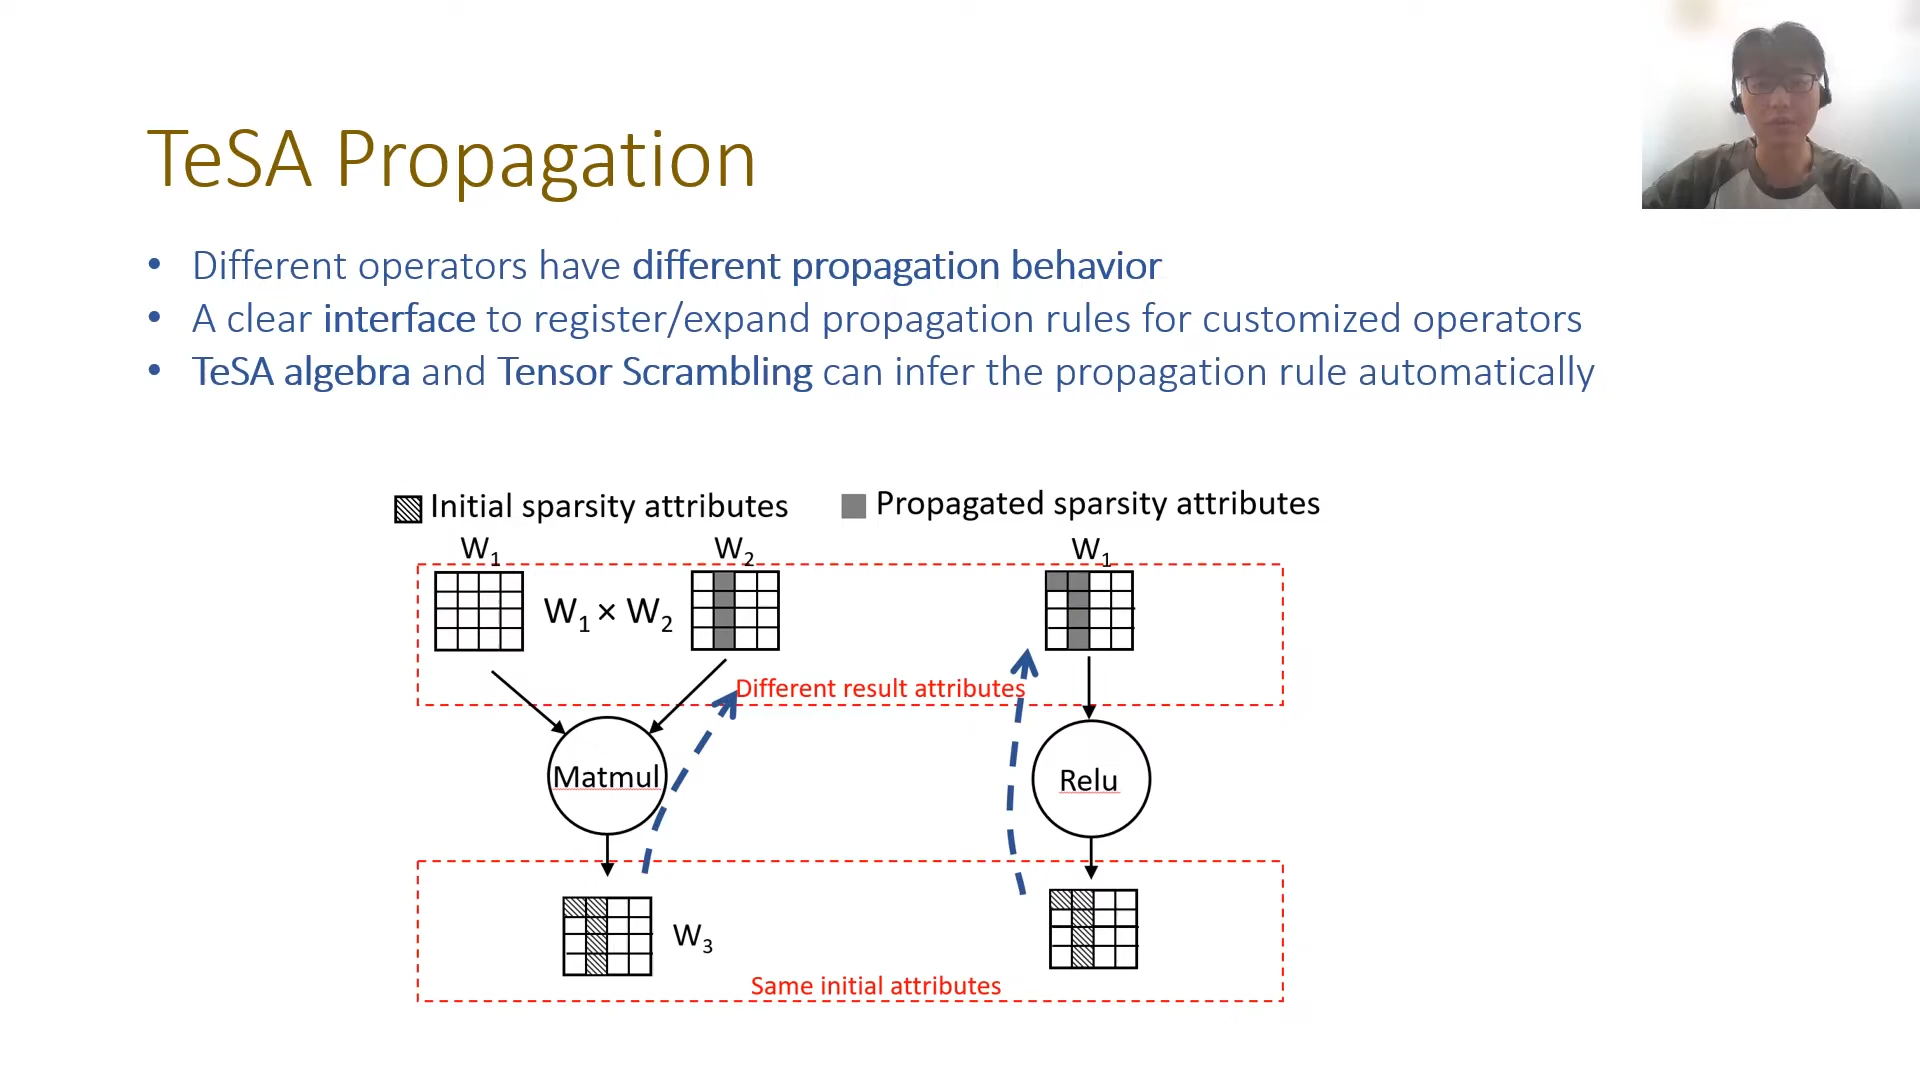 TeSA Propagation
• Different operators have different propagation behavior
• A clear interface to register/expand propagation rules for customized operators
• TeSA algebra and Tensor Scrambling can infer the propagation rule automatically
Initial sparsity attributes
Propagated sparsity attributes
W1
W2
W1
W1 × W2
Different result attributes
Matmul
Relu
W3
Same initial attributes